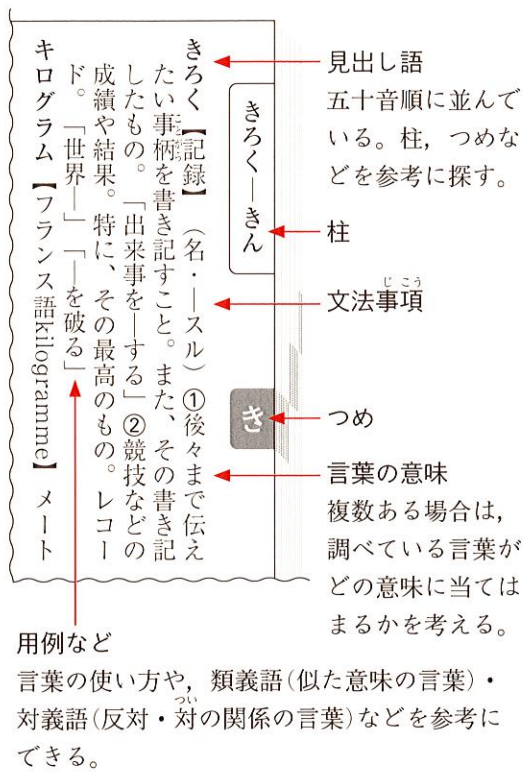 きろく【記録】(名・―スル)①後々まで伝え
たい事柄を書き記すこと。また、その書き記
したもの。「出来事を―する」②競技などの
成績や結果。特に、その最高のもの。レコー
ド。「世界―」「―を破る」
キログラム【フランス語kilogramme】メート
きろく―きん
き
見出し語
五十音順に並んで
いる。柱，つめな
どを参考に探す。
柱
文法事項
つめ
言葉の意味
複数ある場合は，
調べている言葉が
どの意味に当ては
まるかを考える。
用例など
言葉の使い方や，類義語(似た意味の言葉)・
対義語(反対・対の関係の言葉)などを参考に
できる。